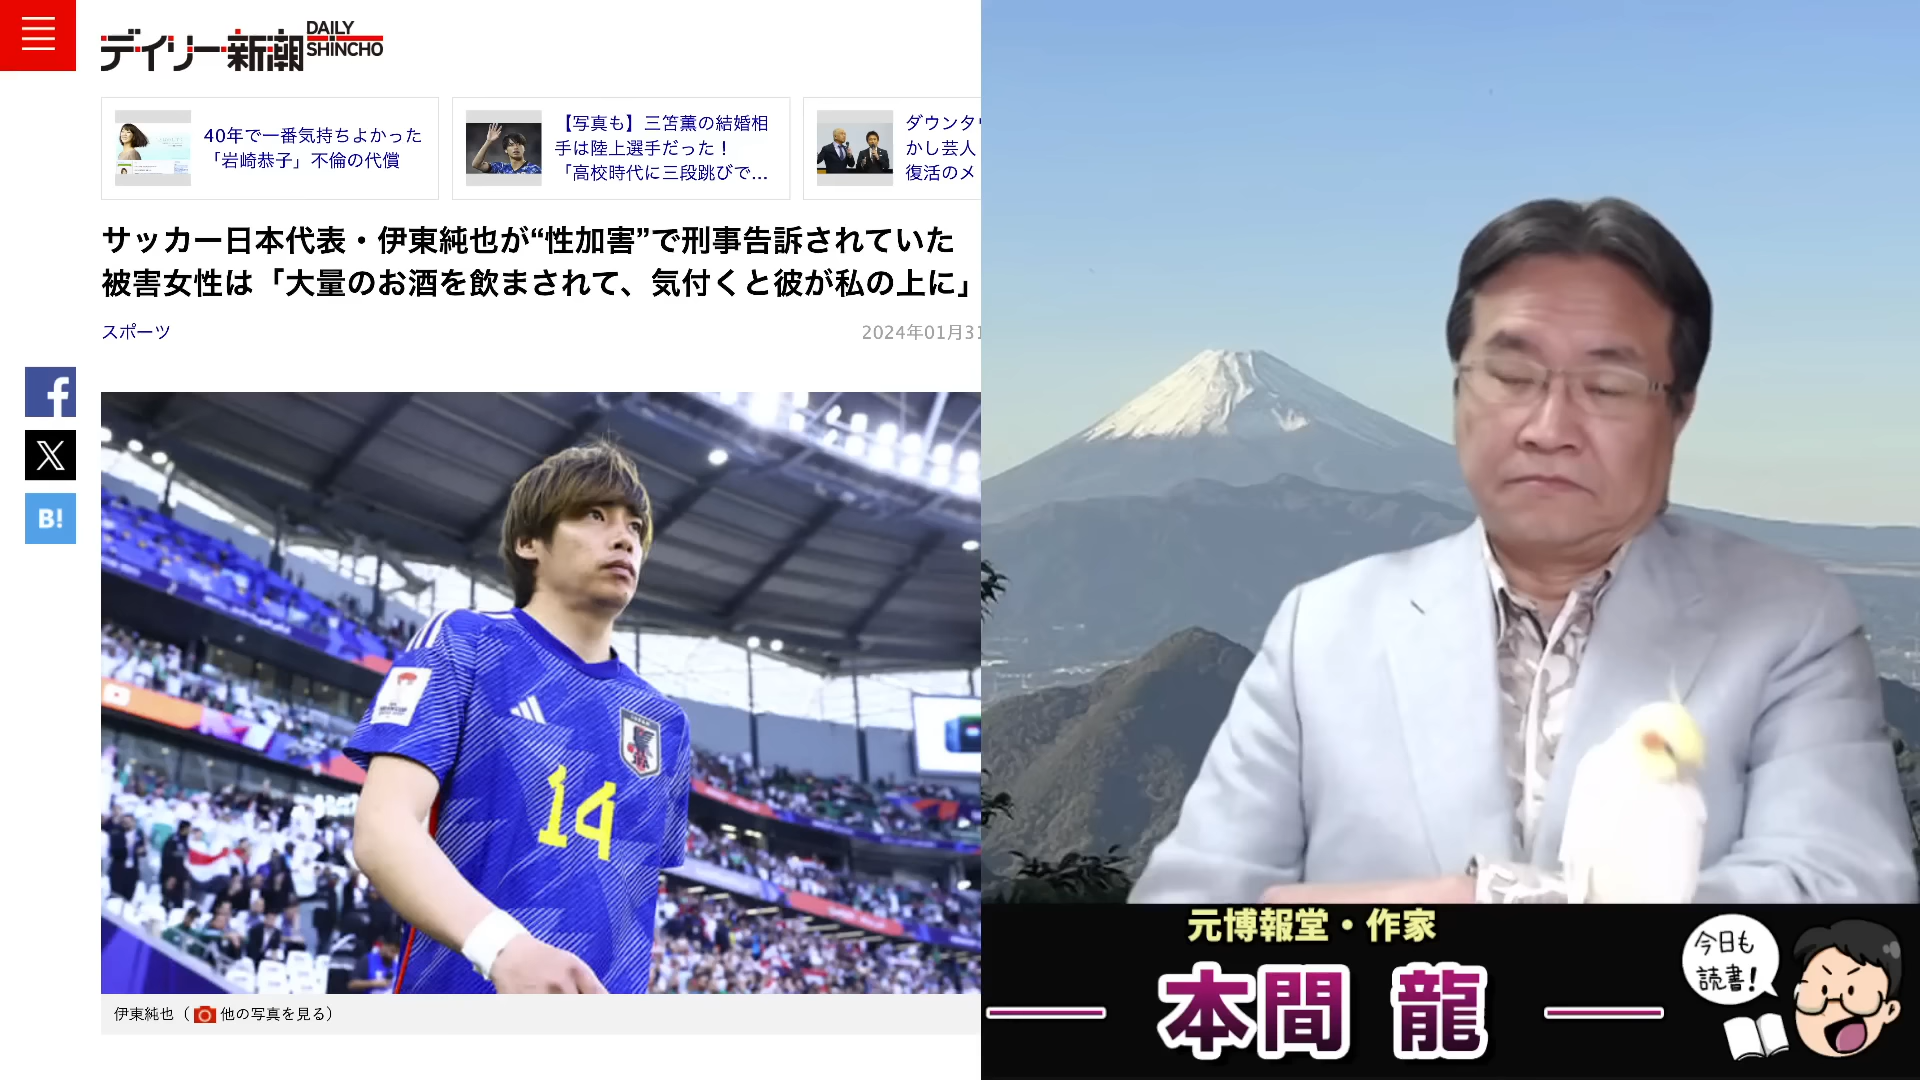 デイリー新潮
DAILY
SHINCHO
40年で一番気持ちよかった
「岩崎恭子」不倫の代償
【写真も】三笘薫の結婚相
手は陸上選手だった！
「高校時代に三段跳びで…
ダウンタ
かし芸人
復活のメ
サッカー日本代表・伊東純也が“性加害”で刑事告訴されていた
被害女性は「大量のお酒を飲まされて、気付くと彼が私の上に」
スポーツ
2024年01月31
f
X
B!
14
伊東純也（ 他の写真を見る）
元博報堂・作家
本間 龍
今日も
読書!